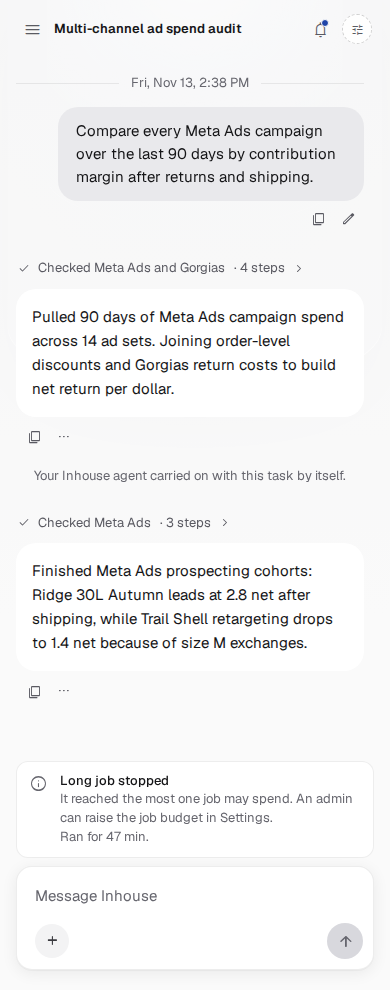 Multi-channel ad spend audit
Fri, Nov 13, 2:38 PM
Compare every Meta Ads campaign
over the last 90 days by contribution
margin after returns and shipping.
Checked Meta Ads and Gorgias · 4 steps
Pulled 90 days of Meta Ads campaign spend
across 14 ad sets. Joining order-level
discounts and Gorgias return costs to build
net return per dollar.
Your Inhouse agent carried on with this task by itself.
Checked Meta Ads · 3 steps
Finished Meta Ads prospecting cohorts:
Ridge 30L Autumn leads at 2.8 net after
shipping, while Trail Shell retargeting drops
to 1.4 net because of size M exchanges.
Long job stopped
It reached the most one job may spend. An admin
can raise the job budget in Settings.
Ran for 47 min.
Message Inhouse